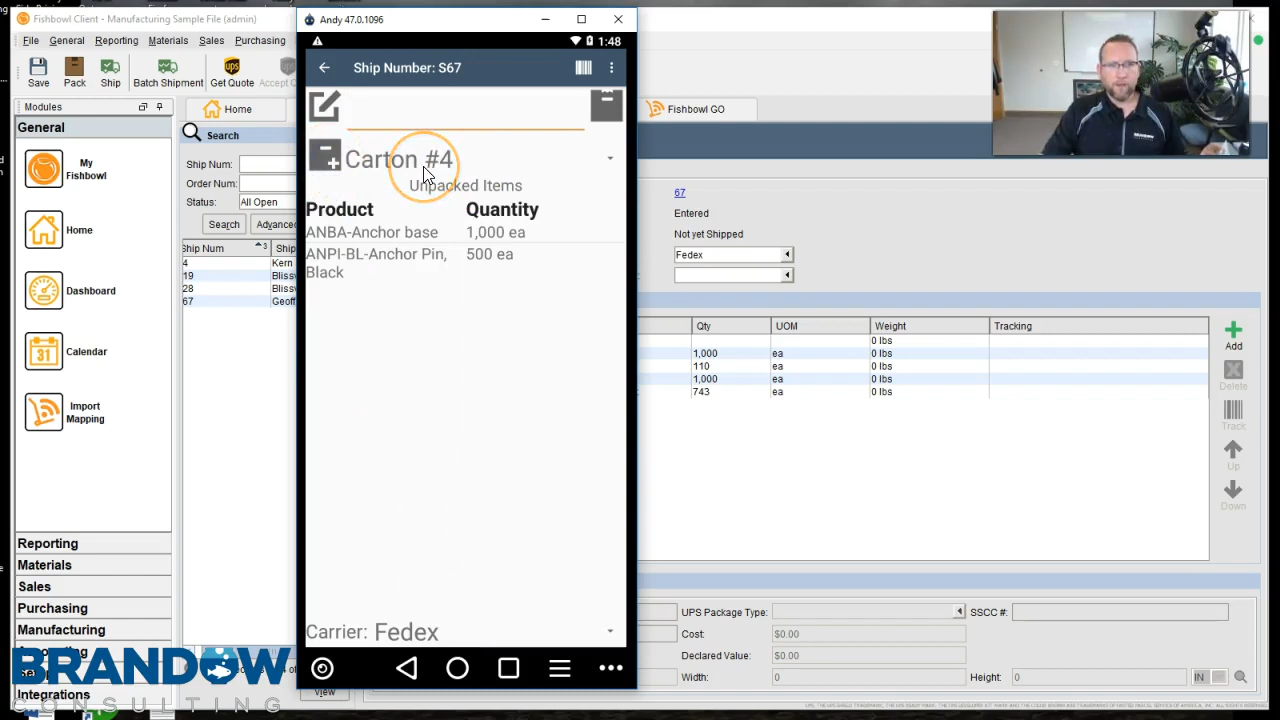 Fishbowl Client - Manufacturing Sample File (admin)
File General Reporting Materials Sales Purchasing
Save Pack Ship Batch Shipment Get Quote
Modules
General
My
Fishbowl
Home
Dashboard
Calendar
Import
Mapping
Reporting
Materials
Sales
Purchasing
Manufacturing
Integrations
BRANDOW
CONSULTING
Home
Search
Ship Num:
Order Num:
Status: All Open
Search
Ship Num
4 Kern
19
28
67
View
Andy 47.0.1096
1:48
Ship Number: S67
Carton #4
Unpacked Items
Product Quantity
ANBA-Anchor base 1,000 ea
ANPI-BL-Anchor Pin, 500 ea
Black
Carrier: Fedex
Fishbowl GO
67
Entered
Not yet Shipped
Fedex
Qty UOM Weight Tracking
0 lbs
1,000 ea 0 lbs
110 ea 0 lbs
1,000 ea 0 lbs
743 ea 0 lbs
Add
Delete
Track
Up
Down
UPS Package Type: SSCC #:
Cost: $0.00
Declared Value: $0.00
Width: 0 Height: 0 IN